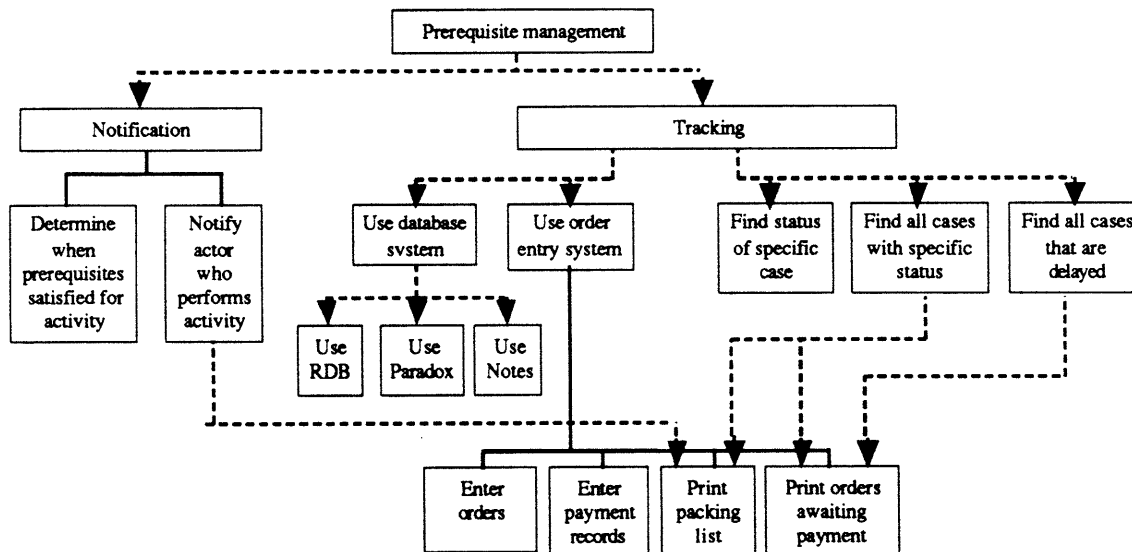 Prerequisite management
Notification
Tracking
Determine
when
prerequisites
satisfied for
activity
Notify
actor
who
performs
activity
Use database
system
Use order
entry system
Find status
of specific
case
Find all cases
with specific
status
Find all cases
that are
delayed
Use
RDB
Use
Paradox
Use
Notes
Enter
orders
Enter
payment
records
Print
packing
list
Print orders
awaiting
payment